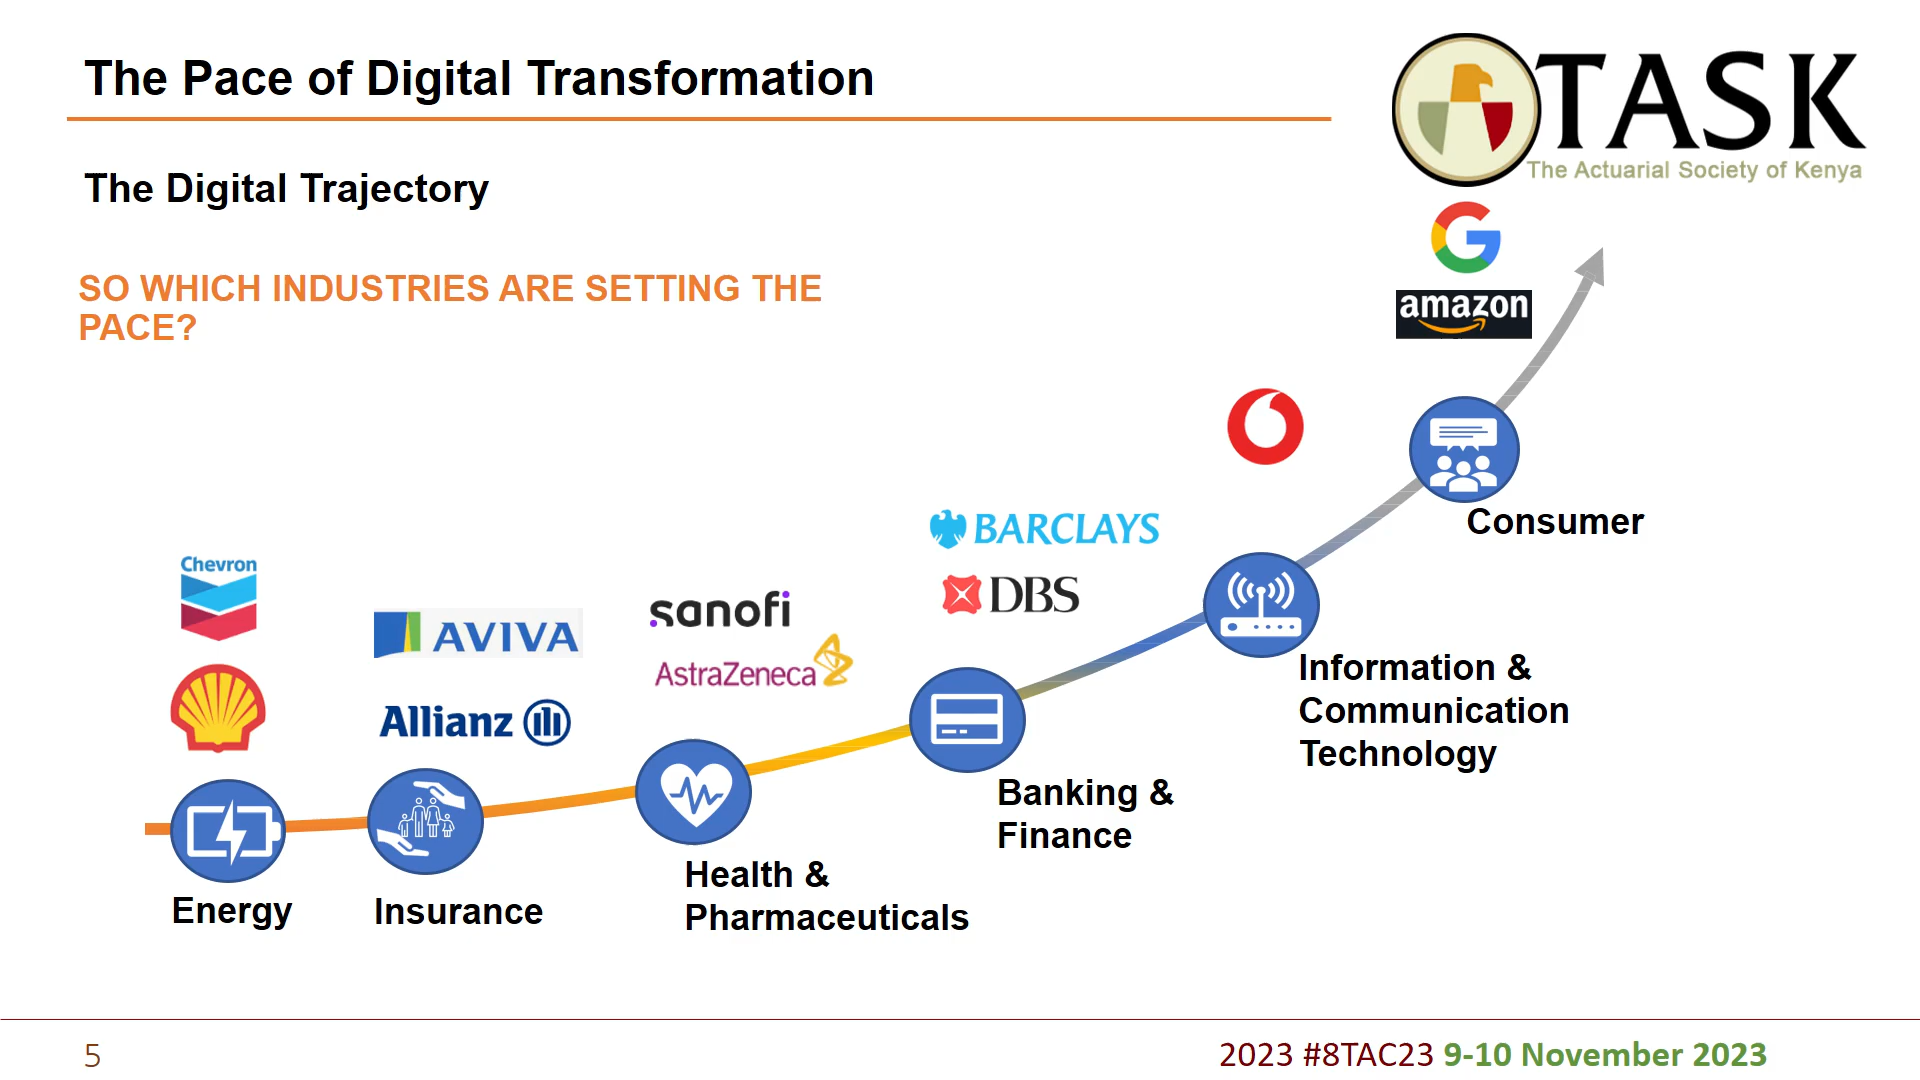 The Pace of Digital Transformation
TASK
The Actuarial Society of Kenya
The Digital Trajectory
SO WHICH INDUSTRIES ARE SETTING THE
PACE?
amazon
Consumer
BARCLAYS
DBS
Information &
Communication
Technology
Chevron
sanofi
AstraZeneca
AVIVA
Allianz
Banking &
Finance
Health &
Pharmaceuticals
Energy
Insurance
5
2023 #8TAC23 9-10 November 2023